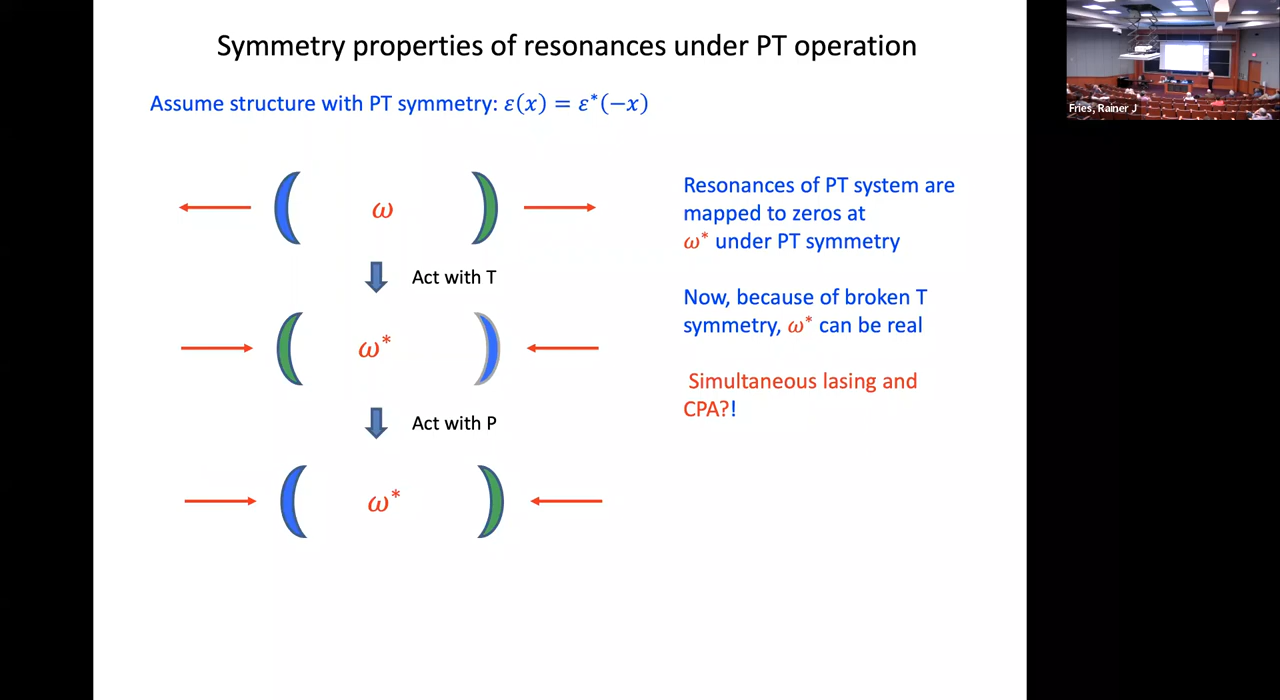 Symmetry properties of resonances under PT operation
Assume structure with PT symmetry: ε(x) = ε*(−x)
ω
Act with T
ω*
Act with P
ω*
Resonances of PT system are
mapped to zeros at
ω* under PT symmetry
Now, because of broken T
symmetry, ω* can be real
Simultaneous lasing and
CPA?!
Fries, Rainer J